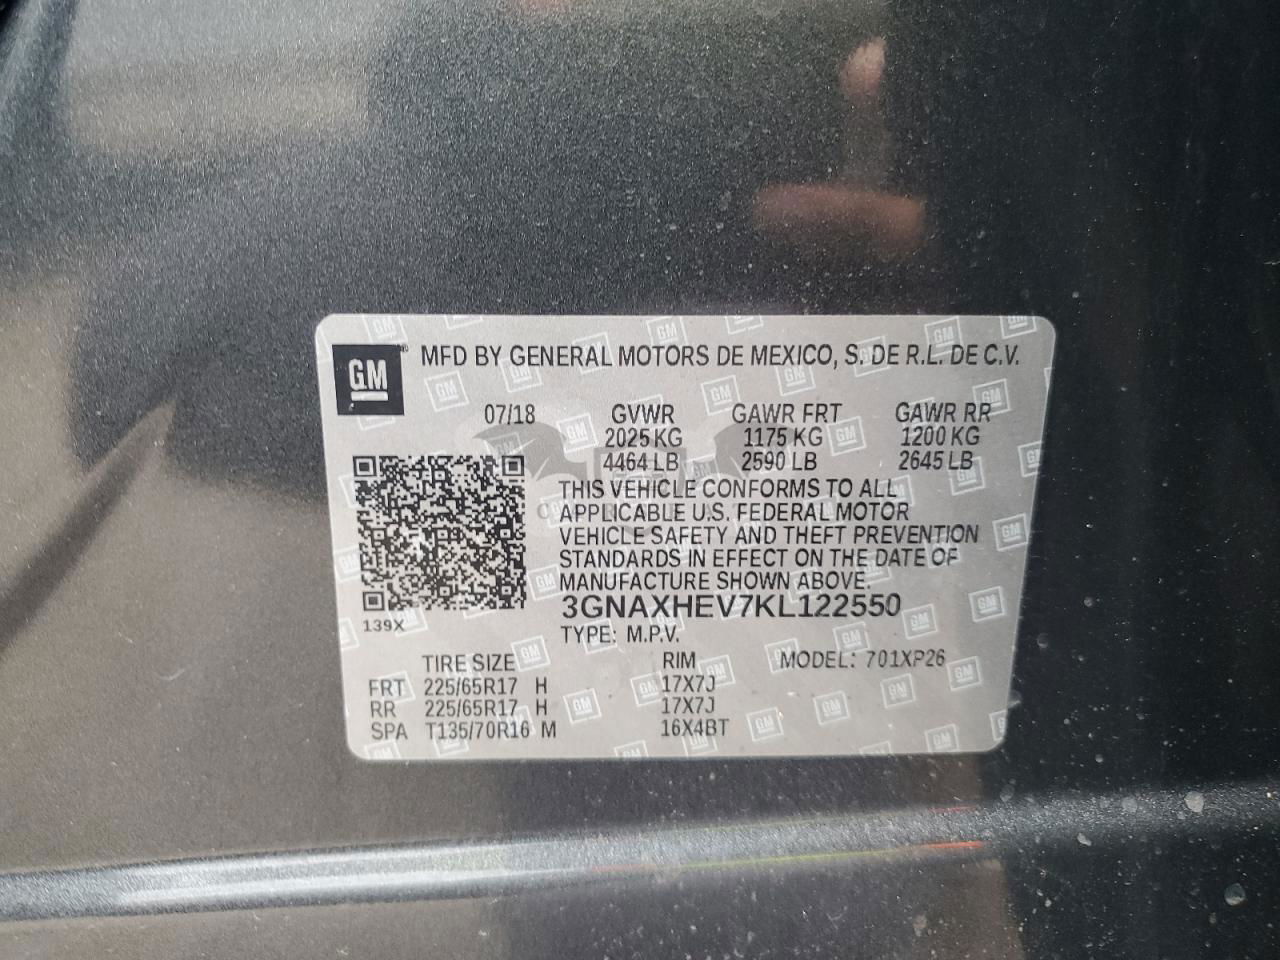 GM
MFD BY GENERAL MOTORS DE MEXICO, S. DE R.L. DE C.V.
07/18 GVWR GAWR FRT GAWR RR
2025 KG 1175 KG 1200 KG
4464 LB 2590 LB 2645 LB
THIS VEHICLE CONFORMS TO ALL
APPLICABLE U.S. FEDERAL MOTOR
VEHICLE SAFETY AND THEFT PREVENTION
STANDARDS IN EFFECT ON THE DATE OF
MANUFACTURE SHOWN ABOVE.
3GNAXHEV7KL122550
139X
TYPE: M.P.V.
TIRE SIZE RIM MODEL: 701XP26
FRT 225/65R17 H 17X7J
RR 225/65R17 H 17X7J
SPA T135/70R16 M 16X4BT